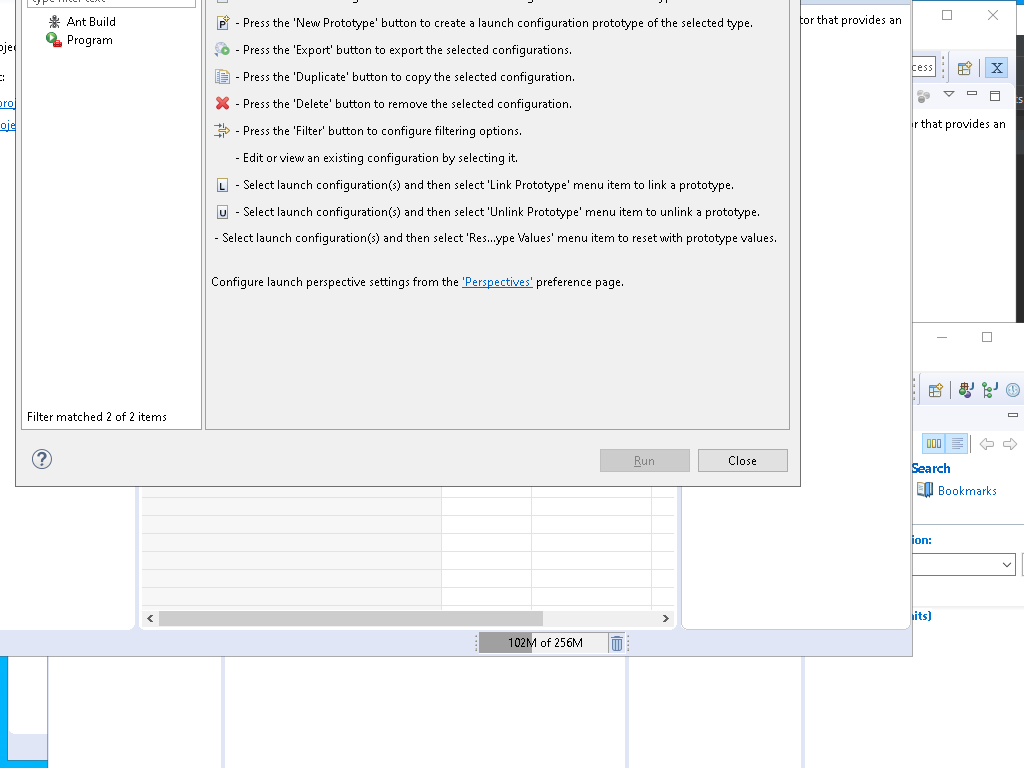 Ant Build
Program
Filter matched 2 of 2 items
- Press the 'New Prototype' button to create a launch configuration prototype of the selected type.
- Press the 'Export' button to export the selected configurations.
- Press the 'Duplicate' button to copy the selected configuration.
- Press the 'Delete' button to remove the selected configuration.
- Press the 'Filter' button to configure filtering options.
- Edit or view an existing configuration by selecting it.
- Select launch configuration(s) and then select 'Link Prototype' menu item to link a prototype.
- Select launch configuration(s) and then select 'Unlink Prototype' menu item to unlink a prototype.
- Select launch configuration(s) and then select 'Res...ype Values' menu item to reset with prototype values.
Configure launch perspective settings from the 'Perspectives' preference page.
Run
Close
tor that provides an
cess
X
r that provides an
Search
Bookmarks
ion:
its)
102M of 256M